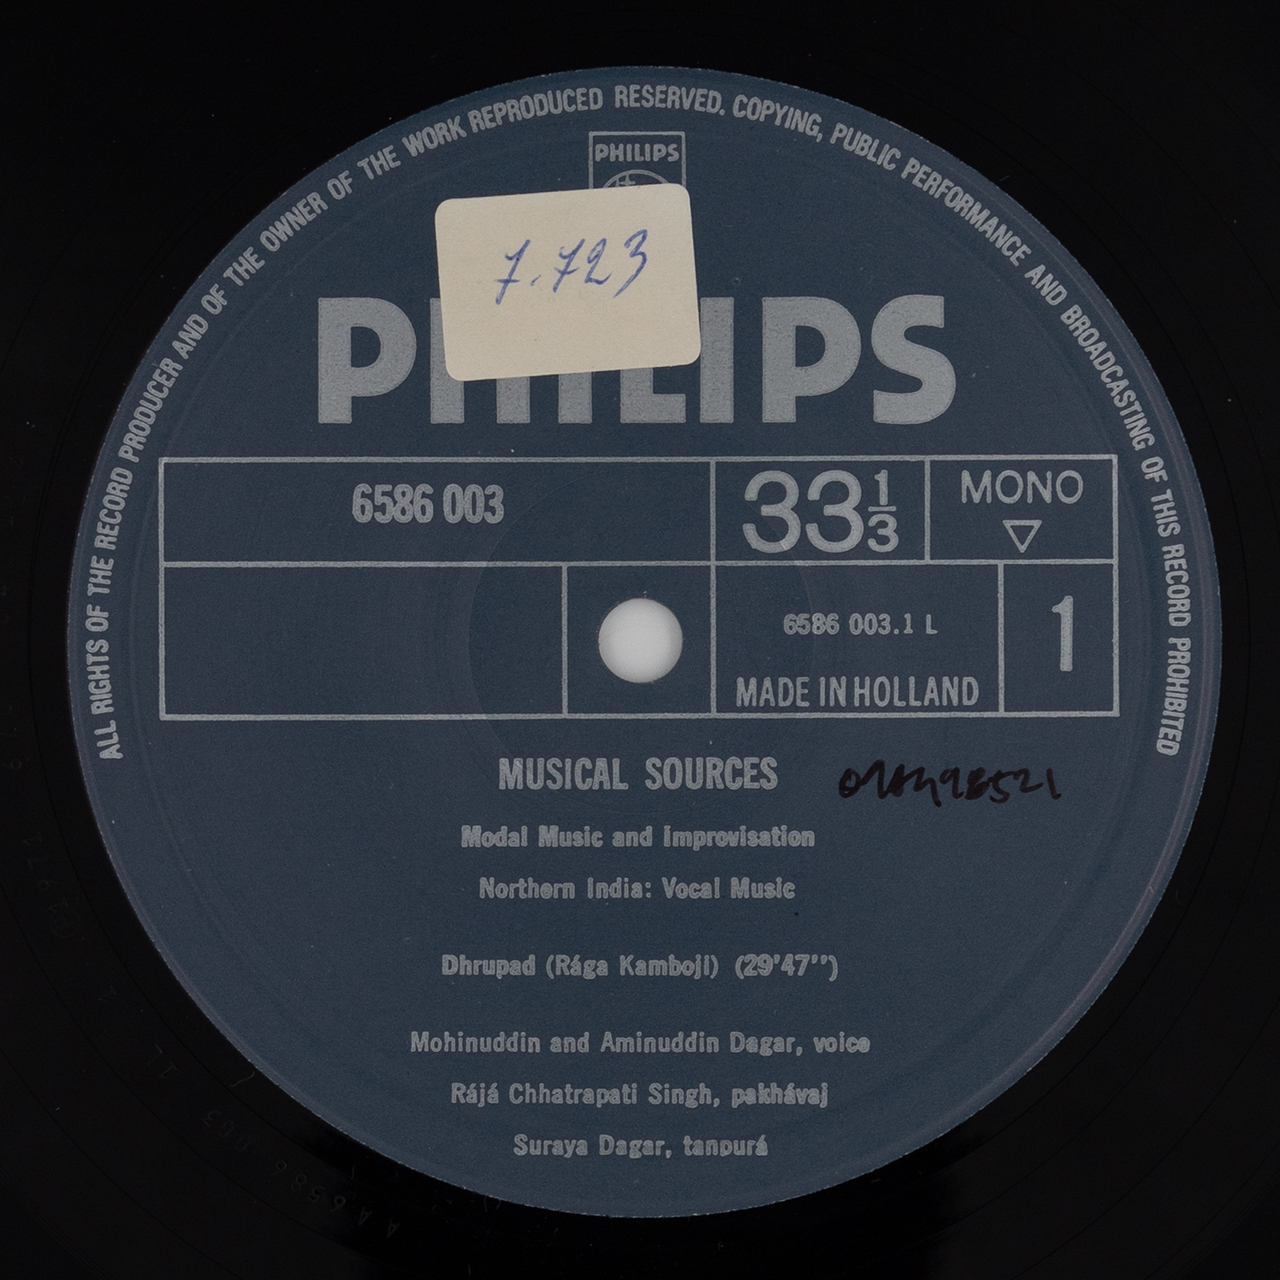 ALL RIGHTS OF THE RECORD PRODUCER AND OF THE OWNER OF THE WORK REPRODUCED RESERVED. COPYING, PUBLIC PERFORMANCE AND BROADCASTING OF THIS RECORD PROHIBITED
PHILIPS
7.723
PHILIPS
6586 003
33 1/3
MONO
6586 003.1 L
1
MADE IN HOLLAND
MUSICAL SOURCES
Modal Music and Improvisation
Northern India: Vocal Music
Dhrupad (Rága Kamboji) (29'47'')
Mohinuddin and Aminuddin Dagar, voice
Rájá Chhatrapati Singh, pakhávaj
Suraya Dagar, tanpurá